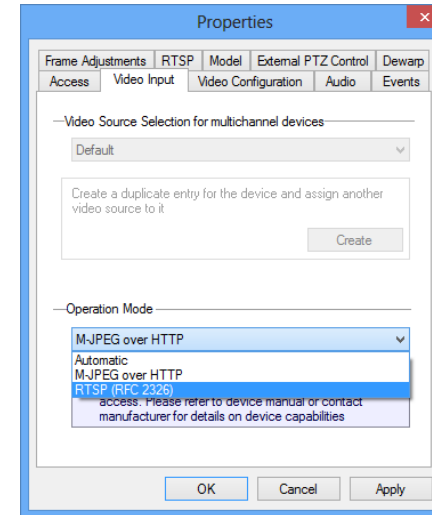 Properties
Frame Adjustments RTSP Model External PTZ Control Dewarp
Access Video Input Video Configuration Audio Events
Video Source Selection for multichannel devices
Default
Create a duplicate entry for the device and assign another
video source to it
Create
Operation Mode
M-JPEG over HTTP
Automatic
M-JPEG over HTTP
RTSP (RFC 2326)
access. Please refer to device manual or contact
manufacturer for details on device capabilities
OK Cancel Apply